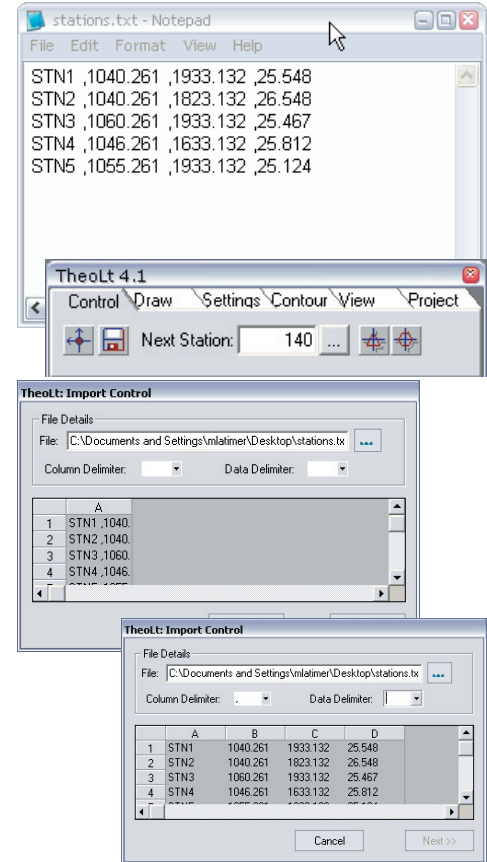 stations.txt - Notepad
File Edit Format View Help
STN1 ,1040.261 ,1933.132 ,25.548
STN2 ,1040.261 ,1823.132 ,26.548
STN3 ,1060.261 ,1933.132 ,25.467
STN4 ,1046.261 ,1633.132 ,25.812
STN5 ,1055.261 ,1933.132 ,25.124
TheoLt 4.1
Control Draw Settings Contour View Project
Next Station: 140 ...
TheoLt: Import Control
File Details
File: C:\Documents and Settings\mlatimer\Desktop\stations.tx ...
Column Delimiter: Data Delimiter:
A
1 STN1 ,1040.
2 STN2 ,1040.
3 STN3 ,1060.
4 STN4 ,1046.
TheoLt: Import Control
File Details
File: C:\Documents and Settings\mlatimer\Desktop\stations.tx ...
Column Delimiter: , Data Delimiter:
A B C D
1 STN1 1040.261 1933.132 25.548
2 STN2 1040.261 1823.132 26.548
3 STN3 1060.261 1933.132 25.467
4 STN4 1046.261 1633.132 25.812
Cancel Next>>